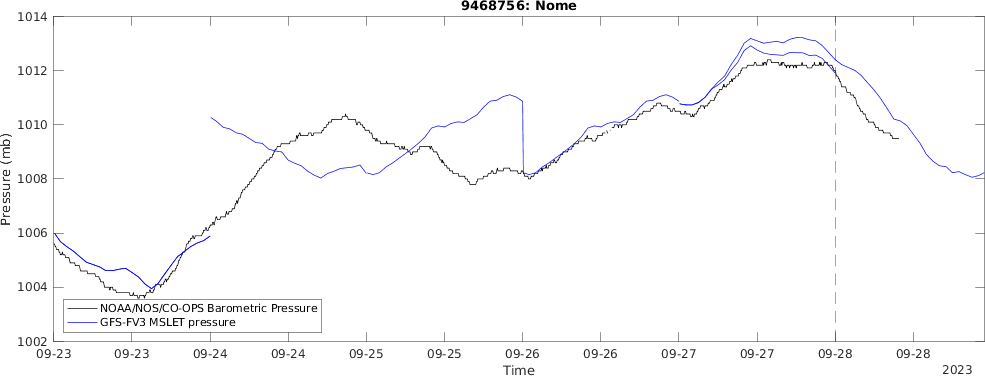 9468756: Nome
1014
1012
1010
1008
1006
1004
1002
Pressure (mb)
NOAA/NOS/CO-OPS Barometric Pressure
GFS-FV3 MSLET pressure
09-23 09-23 09-24 09-24 09-25 09-25 09-26 09-26 09-27 09-27 09-28 09-28
Time
2023